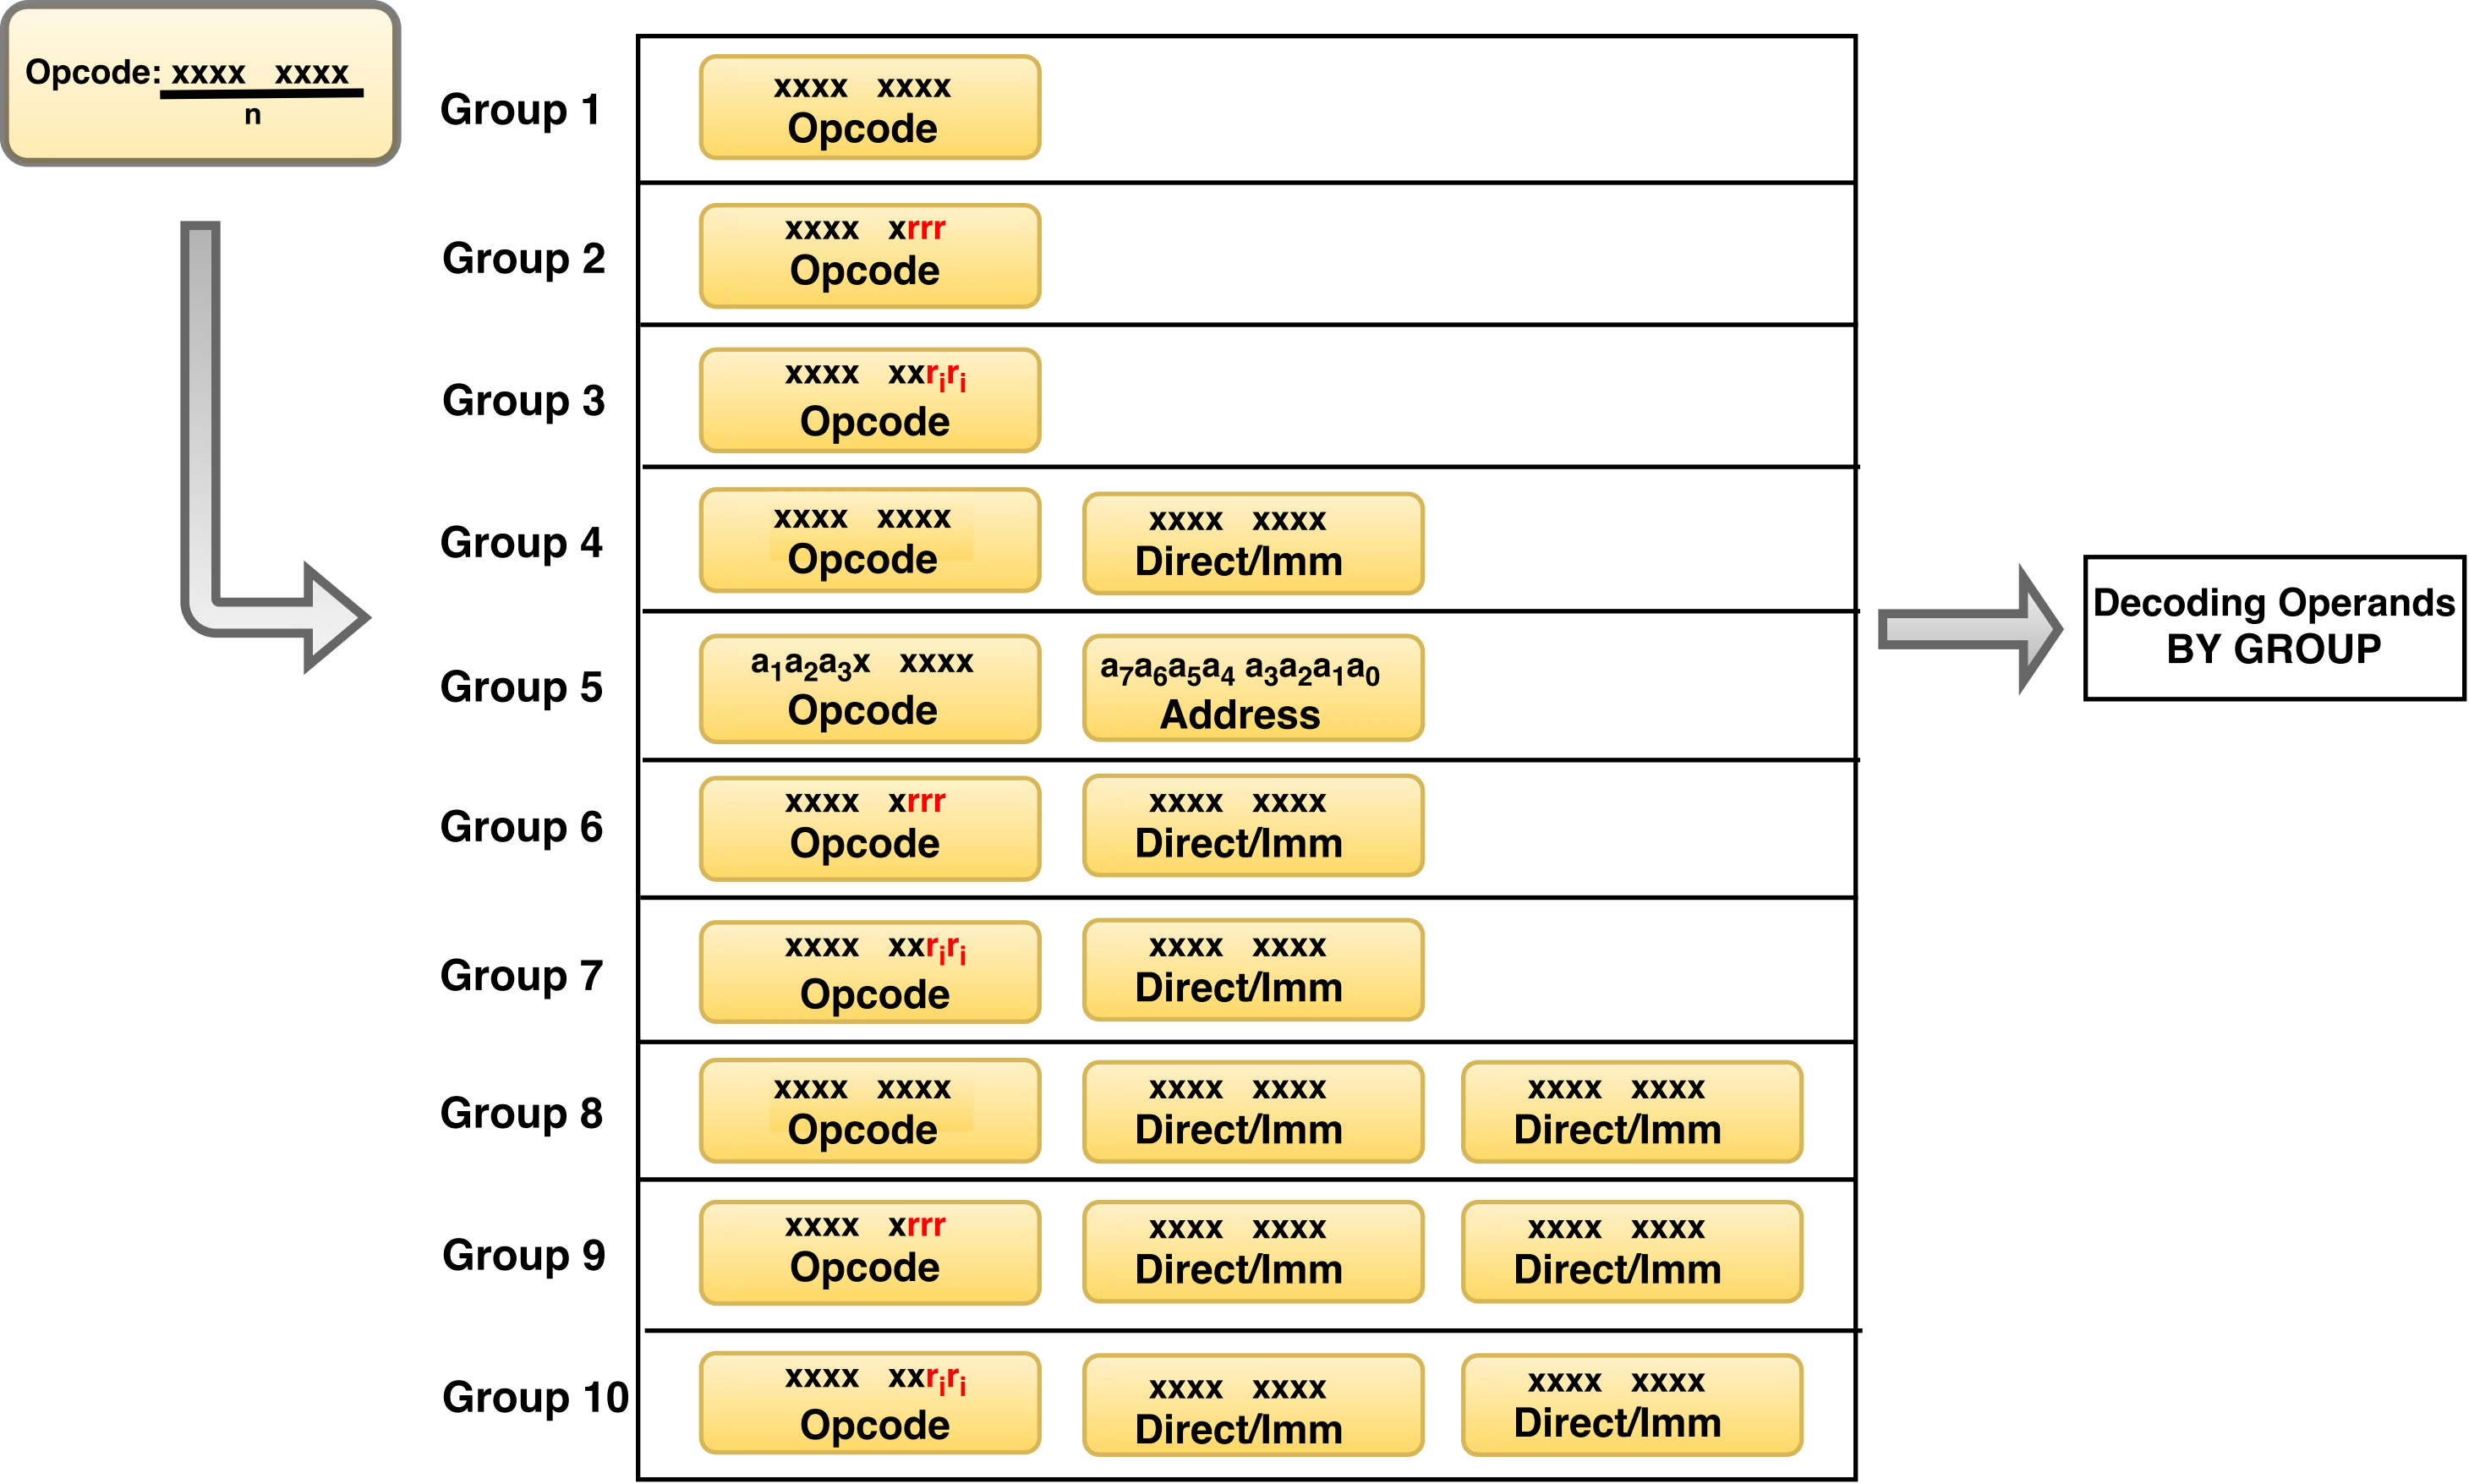 Opcode: xxxx xxxx
n
Group 1
xxxx xxxx
Opcode
Group 2
xxxx xrrr
Opcode
Group 3
xxxx xxrᵢrᵢ
Opcode
Group 4
xxxx xxxx
Opcode
xxxx xxxx
Direct/Imm
Group 5
a₁a₂a₃x xxxx
Opcode
a₇a₆a₅a₄ a₃a₂a₁a₀
Address
Group 6
xxxx xrrr
Opcode
xxxx xxxx
Direct/Imm
Group 7
xxxx xxrᵢrᵢ
Opcode
xxxx xxxx
Direct/Imm
Group 8
xxxx xxxx
Opcode
xxxx xxxx
Direct/Imm
xxxx xxxx
Direct/Imm
Group 9
xxxx xrrr
Opcode
xxxx xxxx
Direct/Imm
xxxx xxxx
Direct/Imm
Group 10
xxxx xxrᵢrᵢ
Opcode
xxxx xxxx
Direct/Imm
xxxx xxxx
Direct/Imm
Decoding Operands
BY GROUP